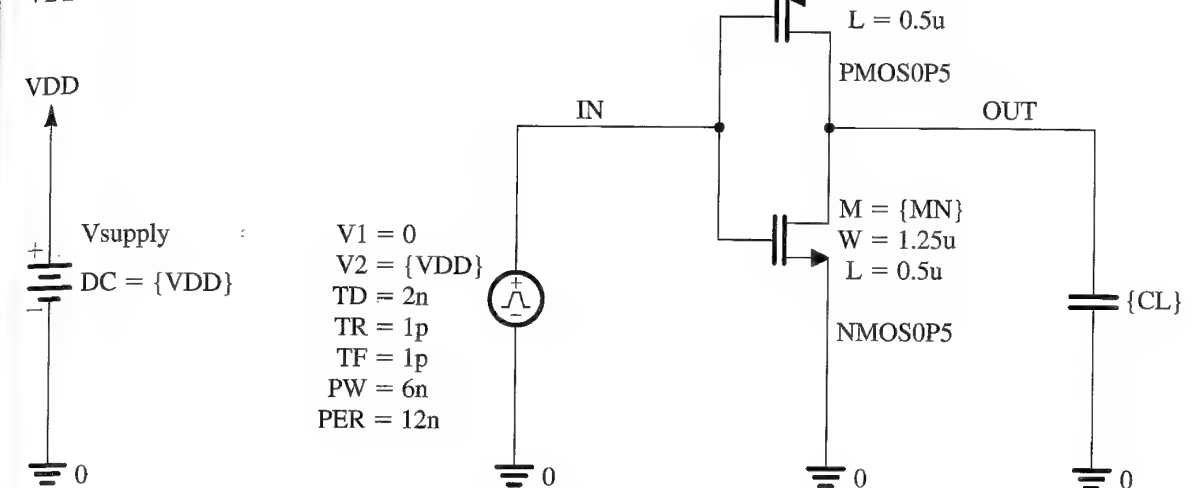 L = 0.5u
PMOS0P5
VDD
IN
OUT
+
Vsupply
DC = {VDD}
−
V1 = 0
V2 = {VDD}
TD = 2n
TR = 1p
TF = 1p
PW = 6n
PER = 12n
+
−
M = {MN}
W = 1.25u
L = 0.5u
NMOS0P5
{CL}
0
0
0
0